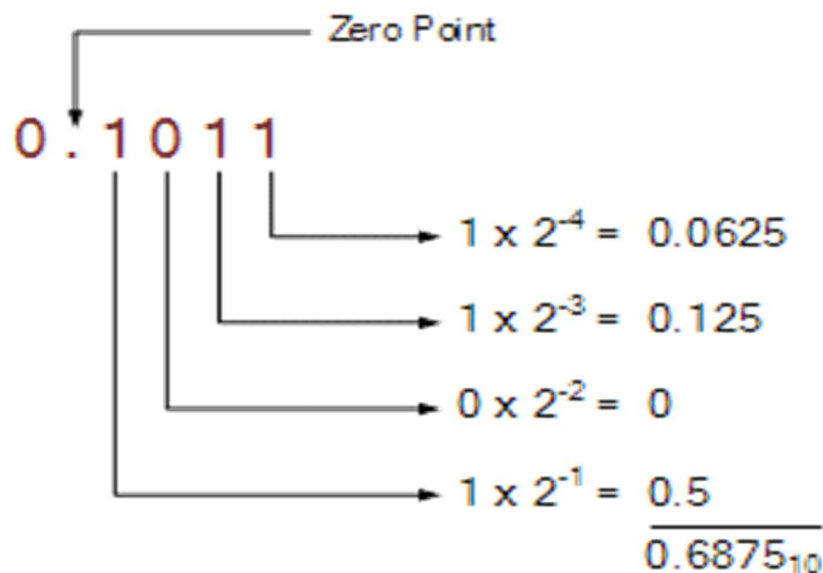 Zero Point
0.1011
1 x 2⁻⁴ = 0.0625
1 x 2⁻³ = 0.125
0 x 2⁻² = 0
1 x 2⁻¹ = 0.5
0.6875₁₀